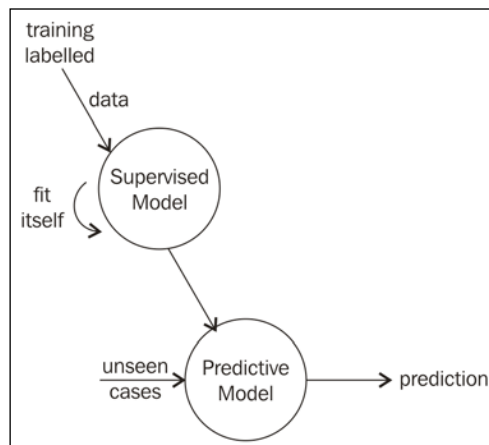 training
labelled
data
Supervised
Model
fit
itself
unseen
cases
Predictive
Model
prediction